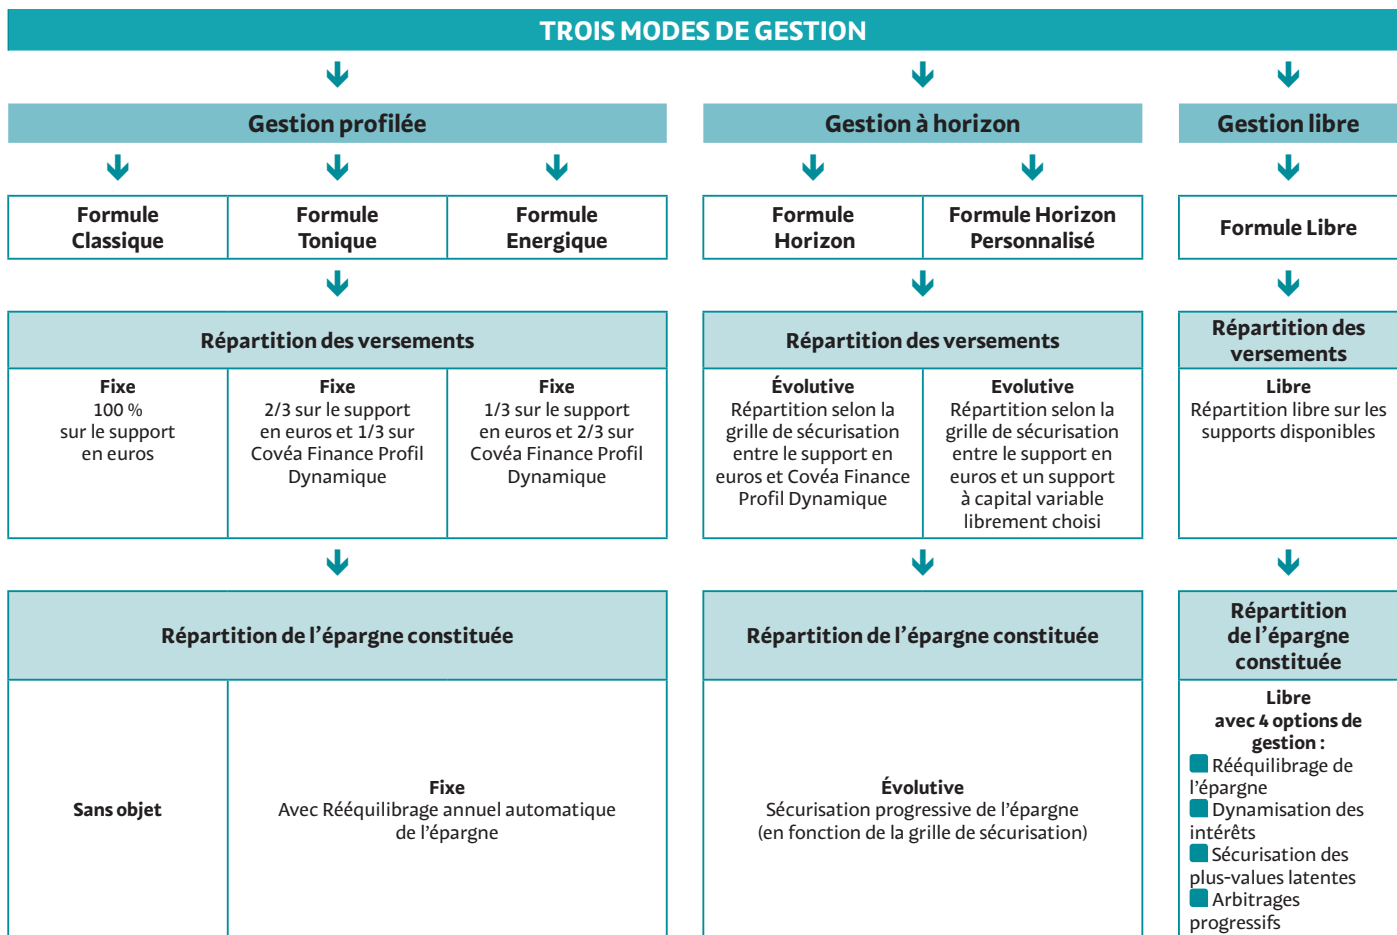 TROIS MODES DE GESTION
Gestion profilée
Gestion à horizon
Gestion libre
Formule
Classique
Formule
Tonique
Formule
Energique
Formule
Horizon
Formule Horizon
Personnalisé
Formule Libre
Répartition des versements
Répartition des versements
Répartition des
versements
Fixe
100 %
sur le support
en euros
Fixe
2/3 sur le support
en euros et 1/3 sur
Covéa Finance Profil
Dynamique
Fixe
1/3 sur le support
en euros et 2/3 sur
Covéa Finance Profil
Dynamique
Évolutive
Répartition selon la
grille de sécurisation
entre le support en
euros et Covéa Finance
Profil Dynamique
Evolutive
Répartition selon la
grille de sécurisation
entre le support en
euros et un support
à capital variable
librement choisi
Libre
Répartition libre sur les
supports disponibles
Répartition de l’épargne constituée
Répartition de l’épargne constituée
Répartition
de l’épargne
constituée
Sans objet
Fixe
Avec Rééquilibrage annuel automatique
de l’épargne
Évolutive
Sécurisation progressive de l’épargne
(en fonction de la grille de sécurisation)
Libre
avec 4 options de
gestion :
Rééquilibrage de
l’épargne
Dynamisation des
intérêts
Sécurisation des
plus-values latentes
Arbitrages
progressifs